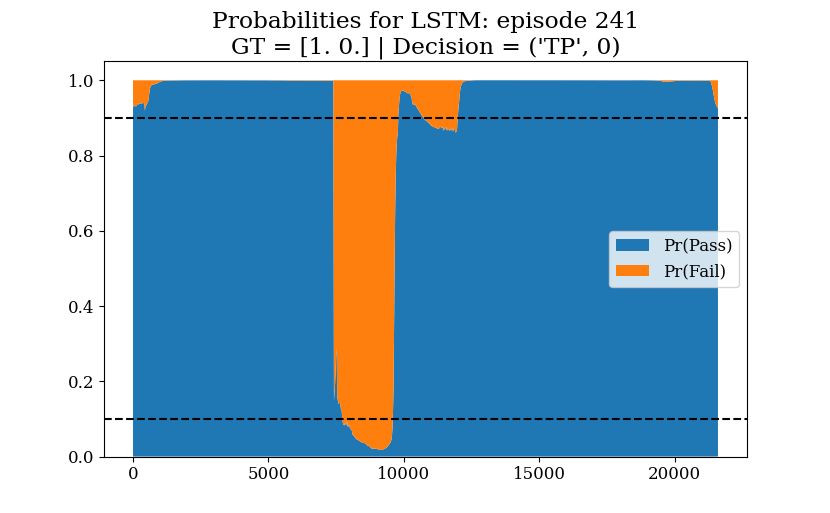 Probabilities for LSTM: episode 241
GT = [1. 0.] | Decision = ('TP', 0)
1.0
0.8
0.6
0.4
0.2
0.0
Pr(Pass)
Pr(Fail)
0 5000 10000 15000 20000